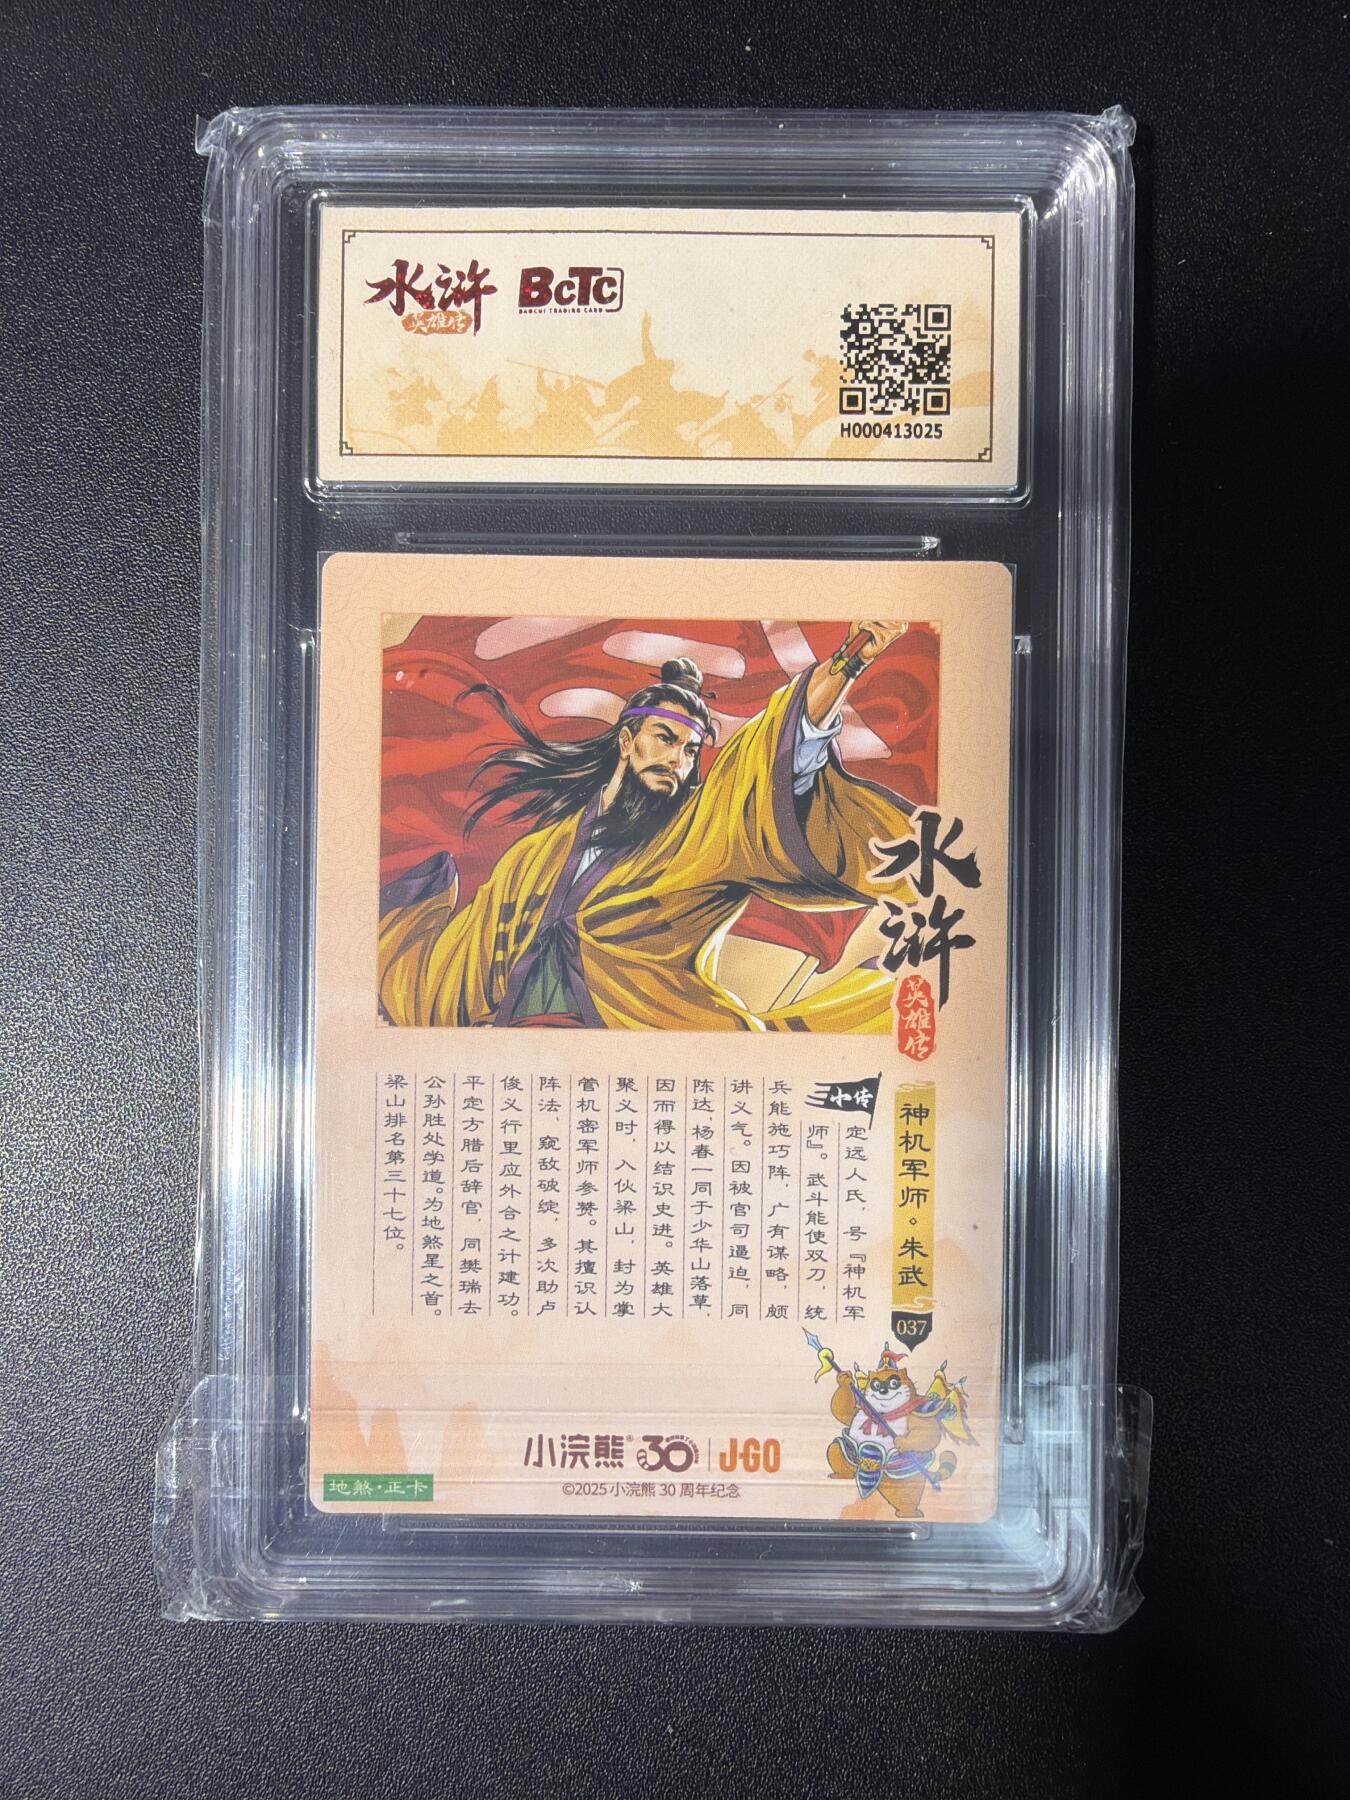 水浒
英雄传
BCTC
BAOCUI TRADING CARD
H000413025
水浒
英雄传
神机军师。朱武
037
小传
定远人氏，号『神机军
师』。武斗能使双刀，统
兵能施巧阵，广有谋略，颇
讲义气。因被官司逼迫，同
陈达，杨春一同于少华山落草，
因而得以结识史进。英雄大
聚义时，入伙梁山，封为掌
管机密军师参赞。其擅识认
阵法，窥敌破绽，多次助卢
俊义行里应外合之计建功。
平定方腊后辞官，同樊瑞去
公孙胜处学道。为地煞星之首。
梁山排名第三十七位。
小浣熊® 30 J-GO
©2025 小浣熊 30 周年纪念
地煞·正卡